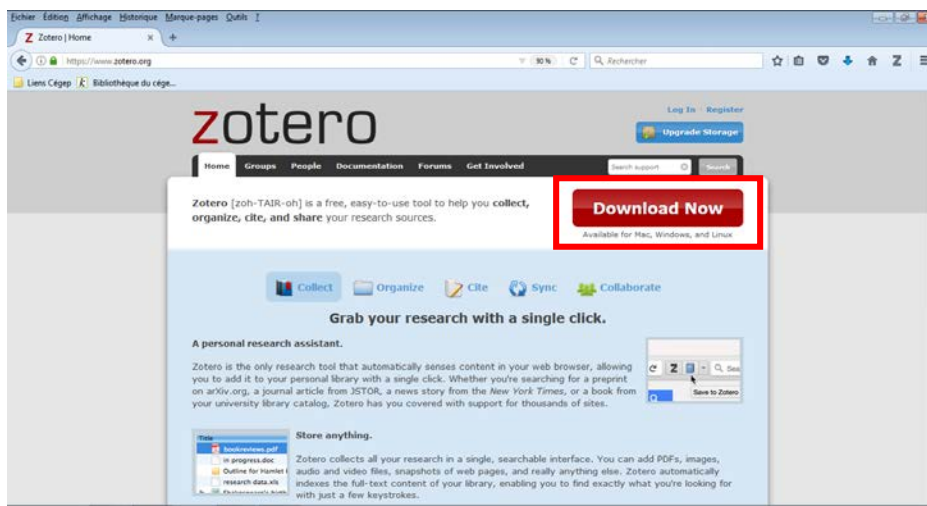 Fichier Édition Affichage Historique Marque-pages Outils ?
Z Zotero | Home × +
https://www.zotero.org 90 % Rechercher
Liens Cégep Bibliothèque du cége...
zotero
Log In Register
Upgrade Storage
Home Groups People Documentation Forums Get Involved Search support Search
Zotero [zoh-TAIR-oh] is a free, easy-to-use tool to help you collect,
organize, cite, and share your research sources.
Download Now
Available for Mac, Windows, and Linux
Collect Organize Cite Sync Collaborate
Grab your research with a single click.
A personal research assistant.
Zotero is the only research tool that automatically senses content in your web browser, allowing
you to add it to your personal library with a single click. Whether you're searching for a preprint
on arXiv.org, a journal article from JSTOR, a news story from the New York Times, or a book from
your university library catalog, Zotero has you covered with support for thousands of sites.
Z Sea
Save to Zotero
Title
bookreviews.pdf
in progress.doc
Outline for Hamlet
research data.xls
Store anything.
Zotero collects all your research in a single, searchable interface. You can add PDFs, images,
audio and video files, snapshots of web pages, and really anything else. Zotero automatically
indexes the full-text content of your library, enabling you to find exactly what you're looking for
with just a few keystrokes.